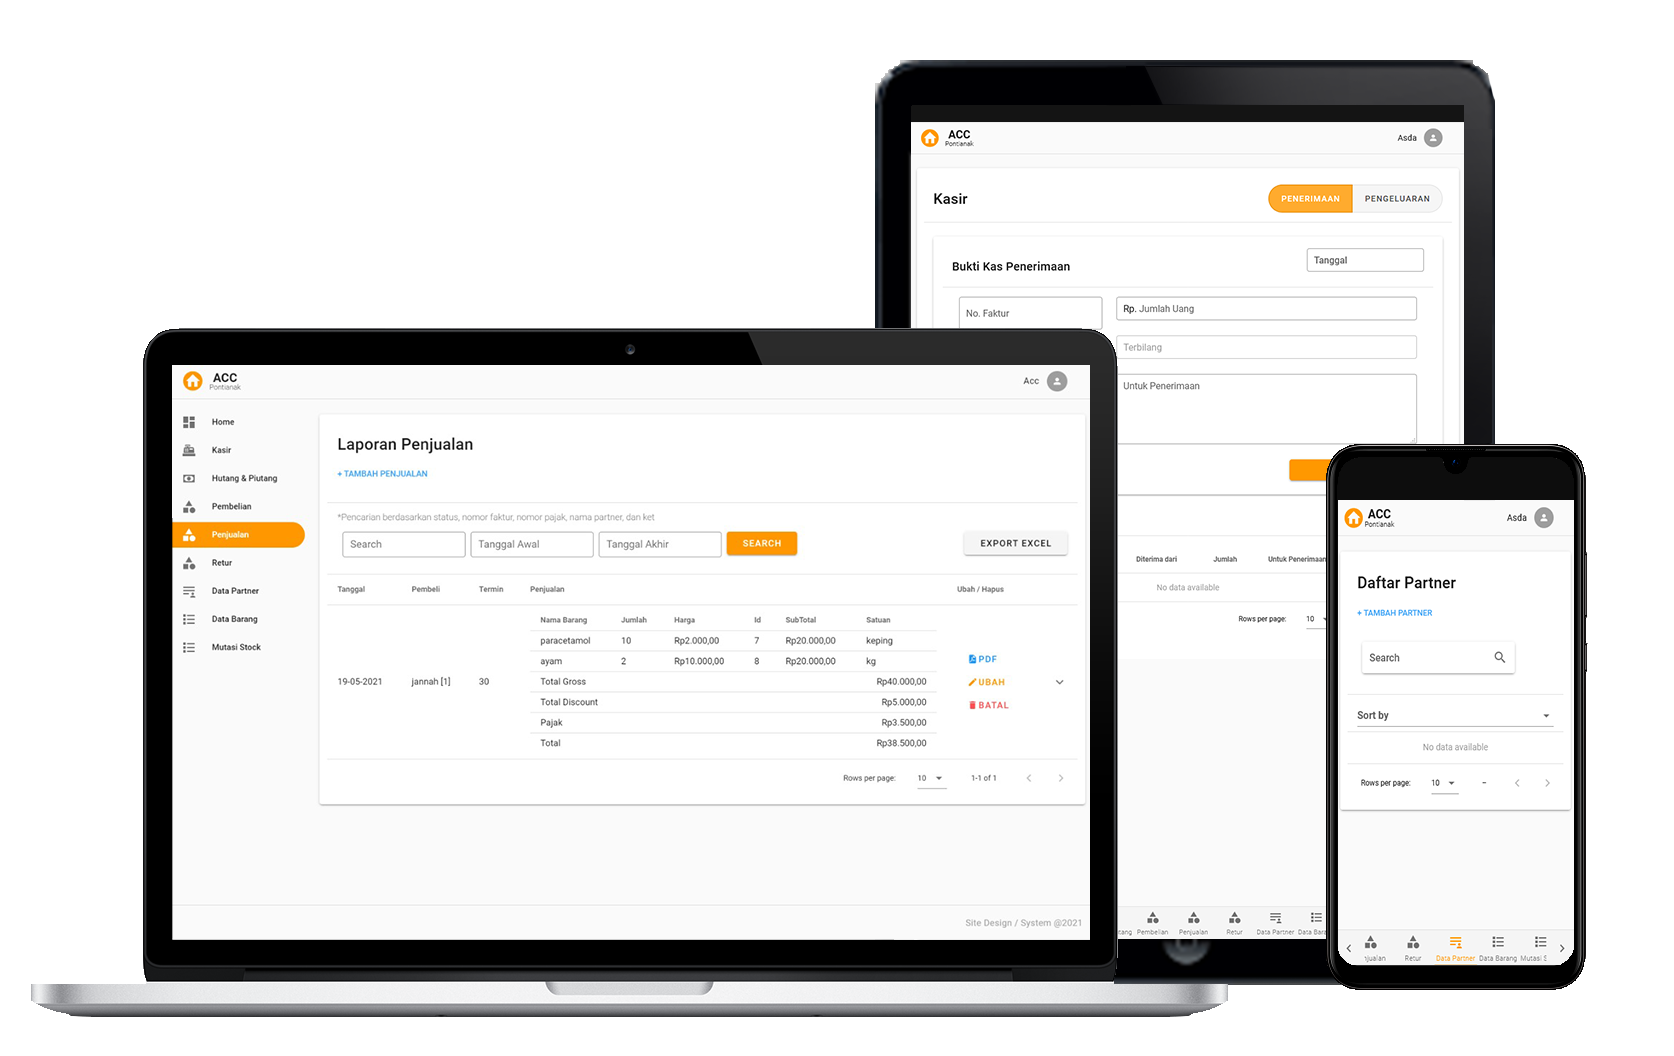 ACC
Pontianak
Asda
Kasir
PENERIMAAN
PENGELUARAN
Bukti Kas Penerimaan
Tanggal
No. Faktur
Rp. Jumlah Uang
Terbilang
Untuk Penerimaan
Diterima dari Jumlah Untuk Penerimaan
No data available
Rows per page: 10
Pembelian Penjualan Retur Data Partner Data Bara
ACC
Pontianak
Acc
Home
Kasir
Hutang & Piutang
Pembelian
Penjualan
Retur
Data Partner
Data Barang
Mutasi Stock
Laporan Penjualan
+ TAMBAH PENJUALAN
*Pencarian berdasarkan status, nomor faktur, nomor pajak, nama partner, dan ket
Search Tanggal Awal Tanggal Akhir SEARCH EXPORT EXCEL
Tanggal Pembeli Termin Penjualan Ubah / Hapus
Nama Barang Jumlah Harga Id SubTotal Satuan
paracetamol 10 Rp2.000,00 7 Rp20.000,00 keping
ayam 2 Rp10.000,00 8 Rp20.000,00 kg
19-05-2021 jannah [1] 30
Total Gross Rp40.000,00
Total Discount Rp5.000,00
Pajak Rp3.500,00
Total Rp38.500,00
PDF
UBAH
BATAL
Rows per page: 10 1-1 of 1
Site Design / System @2021
ACC
Pontianak
Asda
Daftar Partner
+ TAMBAH PARTNER
Search
Sort by
No data available
Rows per page: 10 –
njualan Retur Data Partner Data Barang Mutasi S